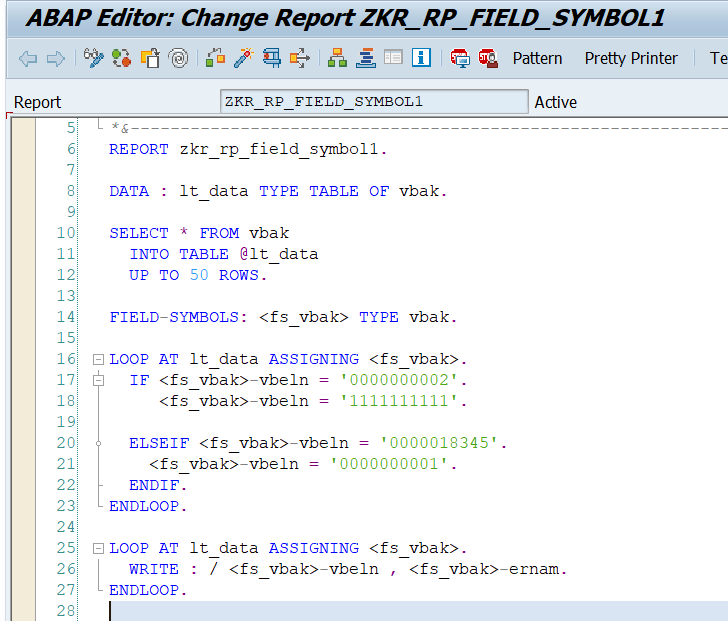 ABAP Editor: Change Report ZKR_RP_FIELD_SYMBOL1
Pattern Pretty Printer Te
Report ZKR_RP_FIELD_SYMBOL1 Active
5 *&---------------------------------------------------------------------
6 REPORT zkr_rp_field_symbol1.
7
8 DATA : lt_data TYPE TABLE OF vbak.
9
10 SELECT * FROM vbak
11 INTO TABLE @lt_data
12 UP TO 50 ROWS.
13
14 FIELD-SYMBOLS: <fs_vbak> TYPE vbak.
15
16 LOOP AT lt_data ASSIGNING <fs_vbak>.
17 IF <fs_vbak>-vbeln = '0000000002'.
18 <fs_vbak>-vbeln = '1111111111'.
19
20 ELSEIF <fs_vbak>-vbeln = '0000018345'.
21 <fs_vbak>-vbeln = '0000000001'.
22 ENDIF.
23 ENDLOOP.
24
25 LOOP AT lt_data ASSIGNING <fs_vbak>.
26 WRITE : / <fs_vbak>-vbeln , <fs_vbak>-ernam.
27 ENDLOOP.
28